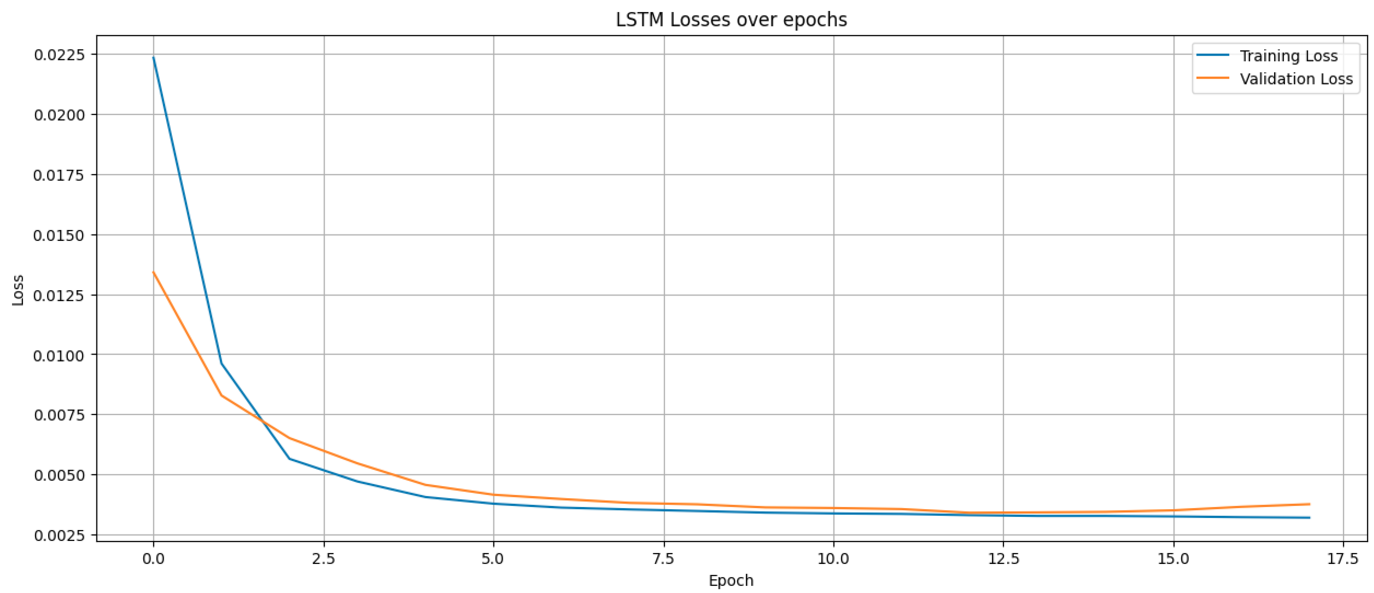 LSTM Losses over epochs
Training Loss
Validation Loss
0.0225
0.0200
0.0175
0.0150
0.0125
0.0100
0.0075
0.0050
0.0025
Loss
0.0 2.5 5.0 7.5 10.0 12.5 15.0 17.5
Epoch